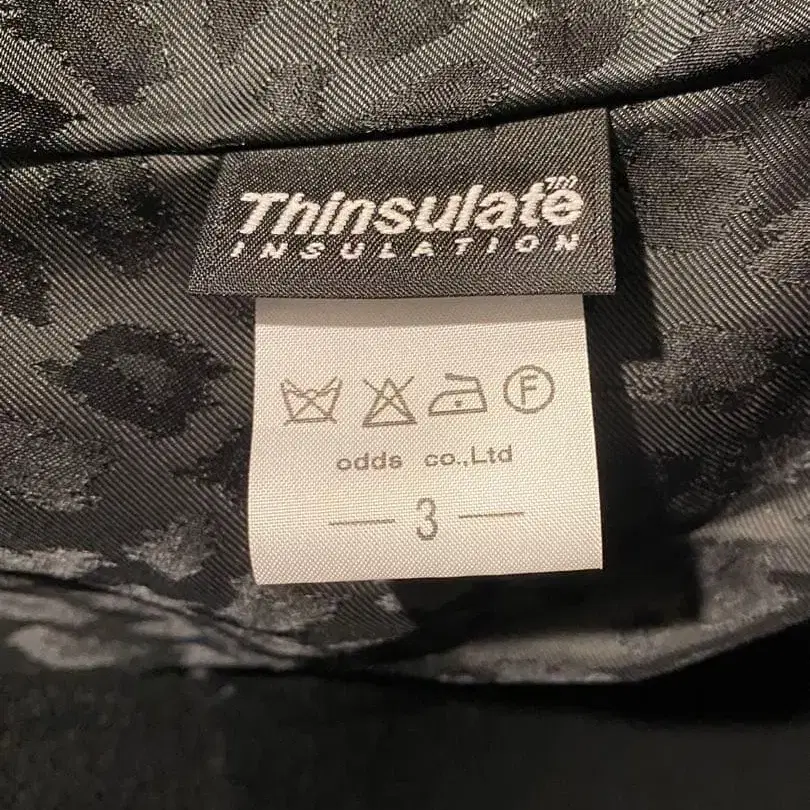 Thinsulate™
INSULATION
F
odds co.,Ltd
— 3 —